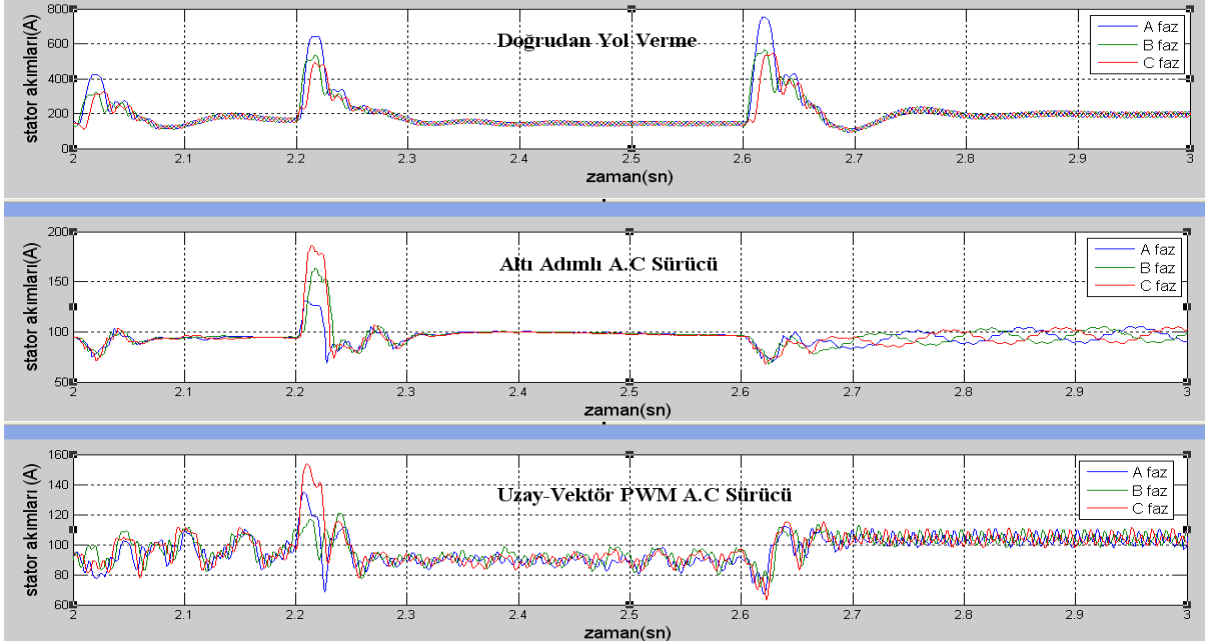 Doğrudan Yol Verme
stator akımları(A)
800
600
400
200
0
2
2.1
2.2
2.3
2.4
2.5
2.6
2.7
2.8
2.9
3
zaman(sn)
A faz
B faz
C faz
Altı Adımlı A.C Sürücü
stator akımları(A)
200
150
100
50
2
2.1
2.2
2.3
2.4
2.5
2.6
2.7
2.8
2.9
3
zaman(sn)
A faz
B faz
C faz
Uzay-Vektör PWM A.C Sürücü
stator akımları (A)
160
140
120
100
80
60
2
2.1
2.2
2.3
2.4
2.5
2.6
2.7
2.8
2.9
3
zaman(sn)
A faz
B faz
C faz